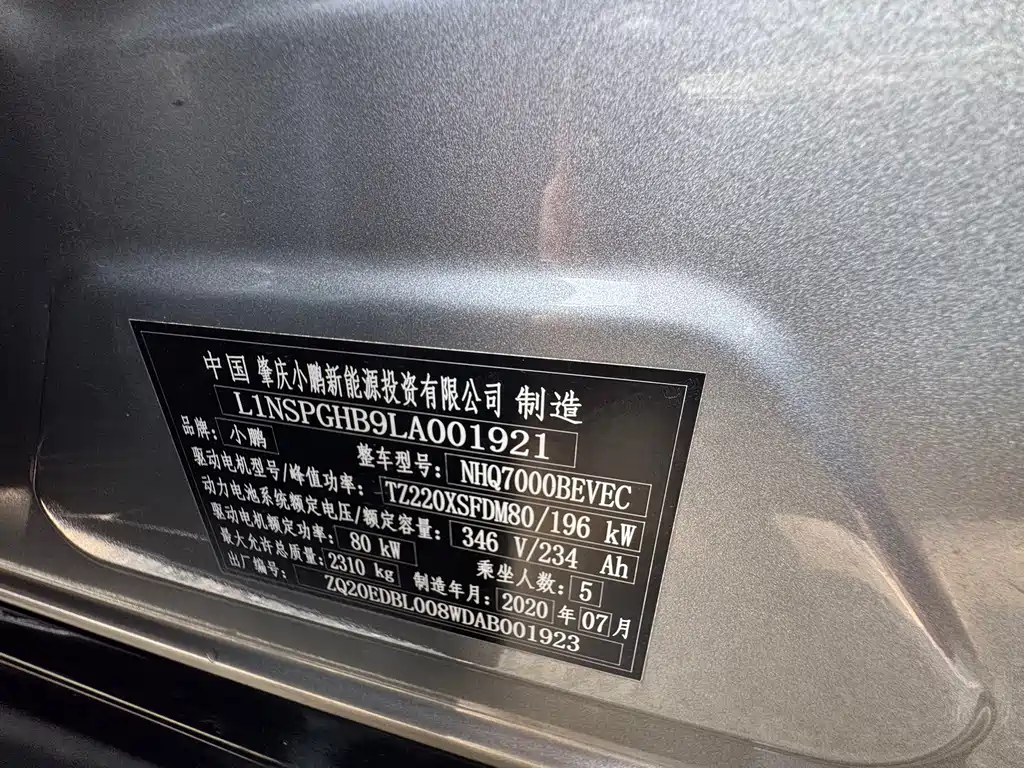 中国 肇庆小鹏新能源投资有限公司 制造
L1NSPGHB9LA001921
品牌：小鹏 整车型号：NHQ7000BEVEC
驱动电机型号/峰值功率：TZ220XSFDM80/196 kW
动力电池系统额定电压/额定容量：346 V/234 Ah
驱动电机额定功率：80 kW 乘坐人数：5
最大允许总质量：2310 kg 制造年月：2020 年 07 月
出厂编号：ZQ20EDBL008WDAB001923